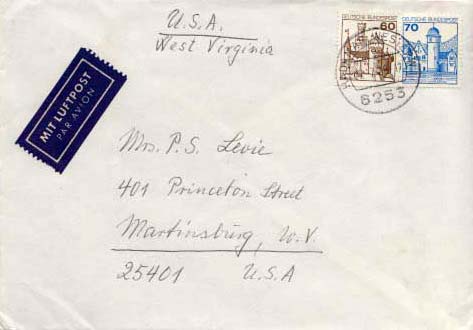 U.S.A.
West Virginia
DEUTSCHE BUNDESPOST 60
DEUTSCHE BUNDESPOST 70
6253
MIT LUFTPOST
PAR AVION
Mrs. P.S. Levie
401 Princeton Street
Martinsburg, W.V.
25401 U.S.A